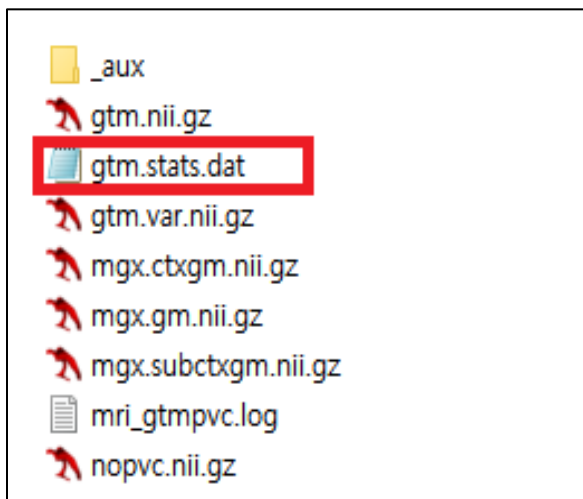 _aux
gtm.nii.gz
gtm.stats.dat
gtm.var.nii.gz
mgx.ctxgm.nii.gz
mgx.gm.nii.gz
mgx.subctxgm.nii.gz
mri_gtmpvc.log
nopvc.nii.gz